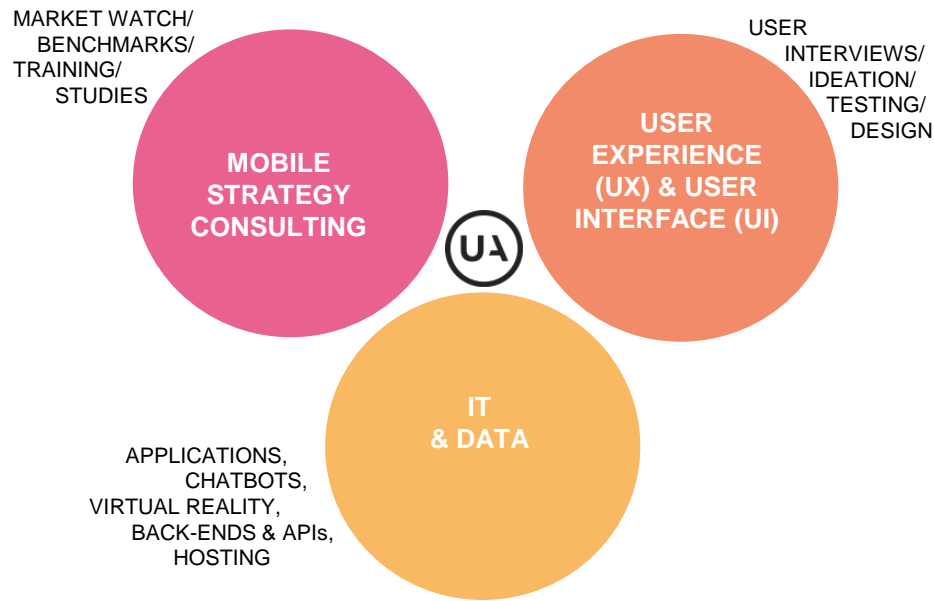 MARKET WATCH/
BENCHMARKS/
TRAINING/
STUDIES
MOBILE
STRATEGY
CONSULTING
USER
INTERVIEWS/
IDEATION/
TESTING/
DESIGN
USER
EXPERIENCE
(UX) & USER
INTERFACE (UI)
UA
IT
& DATA
APPLICATIONS,
CHATBOTS,
VIRTUAL REALITY,
BACK-ENDS & APIs,
HOSTING